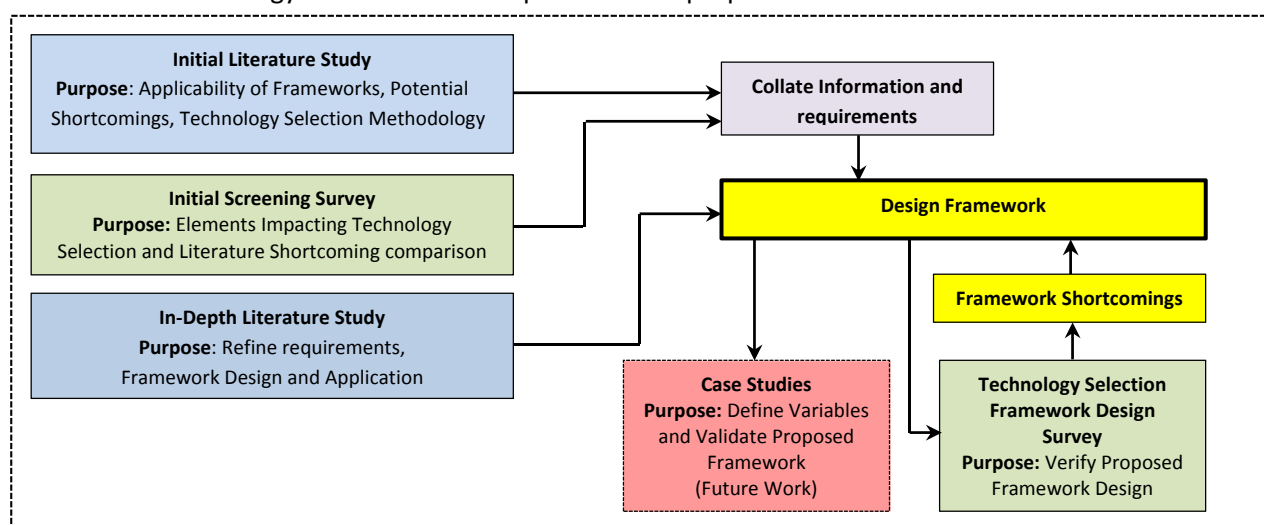 Initial Literature Study
Purpose: Applicability of Frameworks, Potential
Shortcomings, Technology Selection Methodology
Collate Information and
requirements
Initial Screening Survey
Purpose: Elements Impacting Technology
Selection and Literature Shortcoming comparison
Design Framework
In-Depth Literature Study
Purpose: Refine requirements,
Framework Design and Application
Framework Shortcomings
Case Studies
Purpose: Define Variables
and Validate Proposed
Framework
(Future Work)
Technology Selection
Framework Design
Survey
Purpose: Verify Proposed
Framework Design